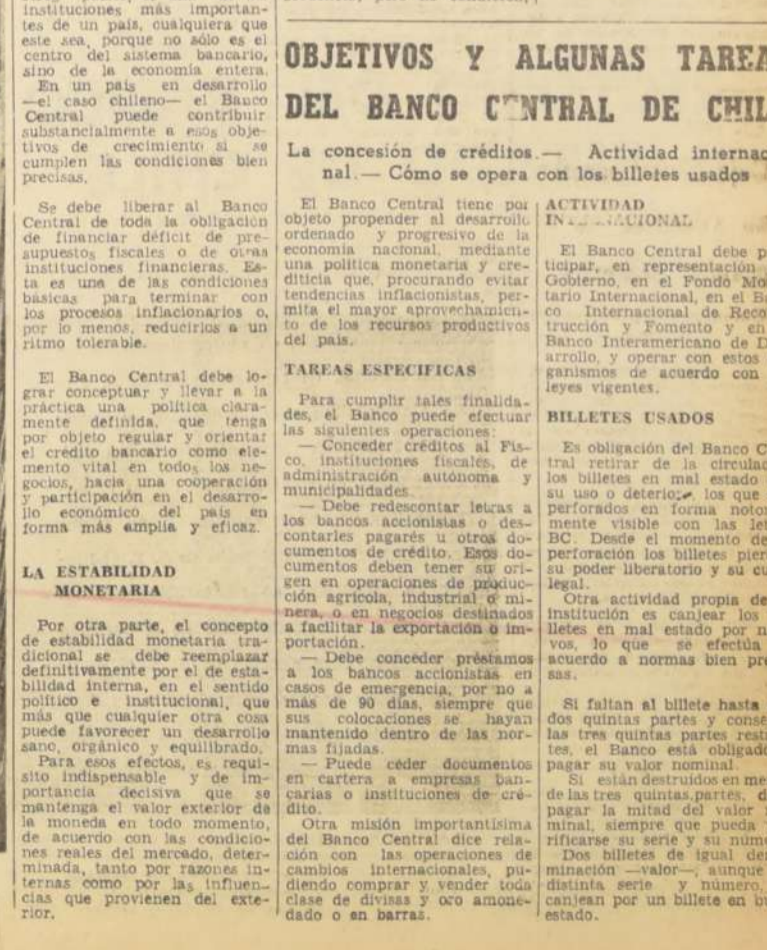 instituciones más importan-
tes de un país, cualquiera que
este sea, porque no sólo es el
centro del sistema bancario,
sino de la economía entera.
En un país en desarrollo
—el caso chileno— el Banco
Central puede contribuir
substancialmente a esos obje-
tivos de crecimiento si se
cumplen las condiciones bien
precisas.
Se debe liberar al Banco
Central de toda la obligación
de financiar déficit de pre-
supuestos fiscales o de otras
instituciones financieras. Es-
ta es una de las condiciones
básicas para terminar con
los procesos inflacionarios o,
por lo menos, reducirlos a un
ritmo tolerable.
El Banco Central debe lo-
grar conceptuar y llevar a la
práctica una política clara-
mente definida, que tenga
por objeto regular y orientar
el crédito bancario como ele-
mento vital en todos los ne-
gocios, hacia una cooperación
y participación en el desarro-
llo económico del país en
forma más amplia y eficaz.
LA ESTABILIDAD
MONETARIA
Por otra parte, el concepto
de estabilidad monetaria tra-
dicional se debe reemplazar
definitivamente por el de esta-
bilidad interna, en el sentido
político e institucional, que
más que cualquier otra cosa
puede favorecer un desarrollo
sano, orgánico y equilibrado.
Para esos efectos, es requi-
sito indispensable y de im-
portancia decisiva que se
mantenga el valor exterior de
la moneda en todo momento,
de acuerdo con las condicio-
nes reales del mercado, deter-
minada, tanto por razones in-
ternas como por las influen-
cias que provienen del exte-
rior.
OBJETIVOS Y ALGUNAS TAREA
DEL BANCO CENTRAL DE CHIL
La concesión de créditos.— Actividad internac
nal.— Cómo se opera con los billetes usados
El Banco Central tiene por
objeto propender al desarrollo
ordenado y progresivo de la
economía nacional, mediante
una política monetaria y cre-
diticia que, procurando evitar
tendencias inflacionistas, per-
mita el mayor aprovechamien-
to de los recursos productivos
del país.
TAREAS ESPECIFICAS
Para cumplir tales finalida-
des, el Banco puede efectuar
las siguientes operaciones:
— Conceder créditos al Fis-
co, instituciones fiscales, de
administración autónoma y
municipalidades.
— Debe redescontar letras a
los bancos accionistas o des-
contarles pagarés u otros do-
cumentos de crédito. Esos do-
cumentos deben tener su ori-
gen en operaciones de produc-
ción agrícola, industrial o mi-
nera, o en negocios destinados
a facilitar la exportación o im-
portación.
— Debe conceder préstamos
a los bancos accionistas en
casos de emergencia, por no a
más de 90 días, siempre que
sus colocaciones se hayan
mantenido dentro de las nor-
mas fijadas.
— Puede céder documentos
en cartera a empresas ban-
carias o instituciones de cré-
dito.
Otra misión importantísima
del Banco Central dice rela-
ción con las operaciones de
cambios internacionales, pu-
diendo comprar y vender toda
clase de divisas y oro amone-
dado o en barras.
ACTIVIDAD
INTERNACIONAL
El Banco Central debe p
ticipar, en representación
Gobierno, en el Fondo Mo
tario Internacional, en el B
co Internacional de Reco
trucción y Fomento y en
Banco Interamericano de D
arrollo, y operar con estos
ganismos de acuerdo con
leyes vigentes.
BILLETES USADOS
Es obligación del Banco C
tral retirar de la circulac
los billetes en mal estado
su uso o deterioro, los que
perforados en forma notor
mente visible con las let
BC. Desde el momento de
perforación los billetes pier
su poder liberatorio y su cu
legal.
Otra actividad propia de
institución es canjear los
lletes en mal estado por n
vos, lo que se efectúa
acuerdo a normas bien pre
sas.
Si faltan al billete hasta
dos quintas partes y conse
las tres quintas partes rest
tes, el Banco está obligado
pagar su valor nominal.
Si están destruidos en me
de las tres quintas partes, d
pagar la mitad del valor
minal, siempre que pueda
rificarse su serie y su núme
Dos billetes de igual den
minación —valor—, aunque
distinta serie y número,
canjean por un billete en bu
estado.